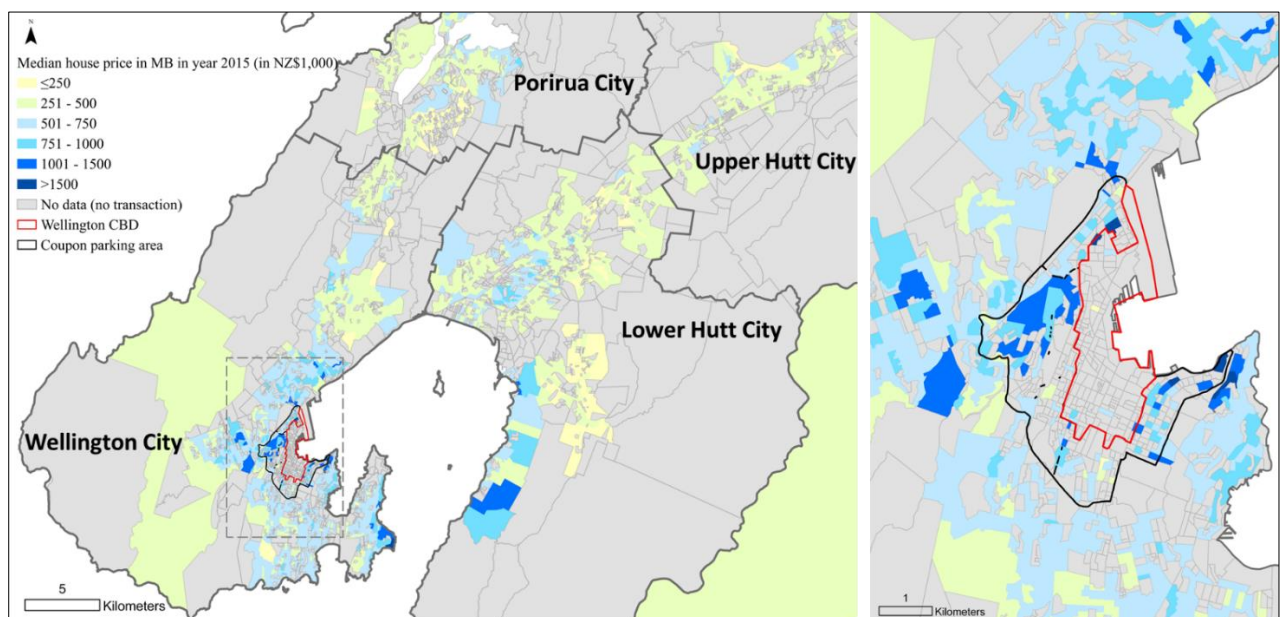 N
Median house price in MB in year 2015 (in NZ$1,000)
≤250
251 - 500
501 - 750
751 - 1000
1001 - 1500
>1500
No data (no transaction)
Wellington CBD
Coupon parking area
Porirua City
Upper Hutt City
Lower Hutt City
Wellington City
5
Kilometers
1
Kilometers